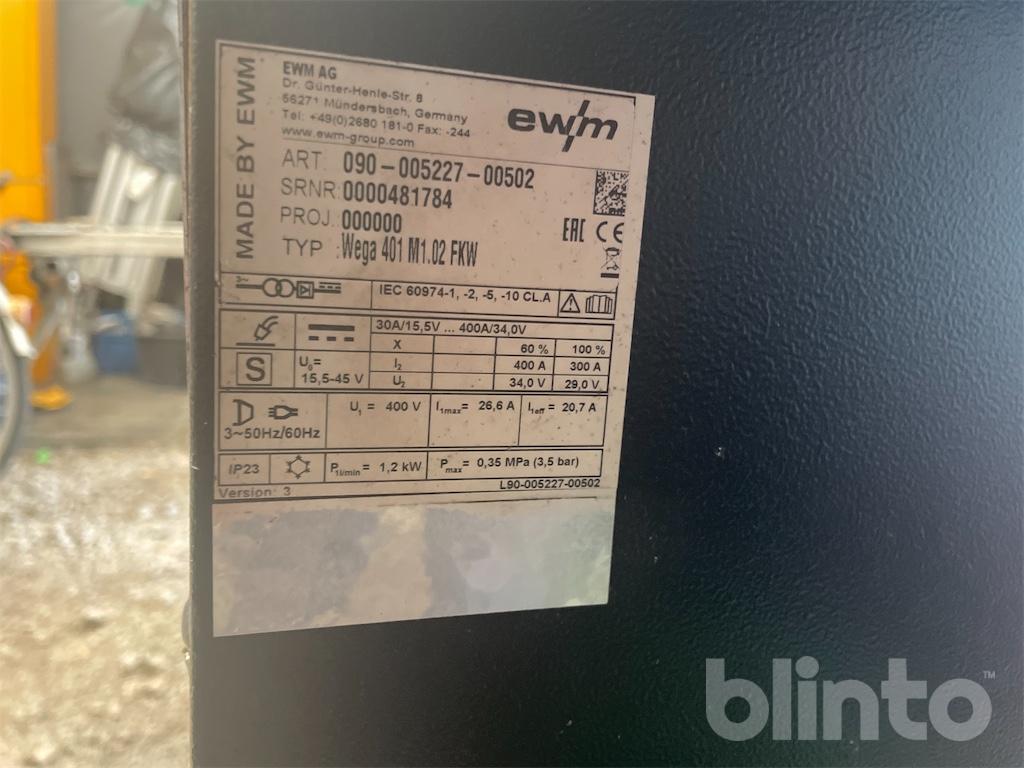 MADE BY EWM
EWM AG
Dr. Günter-Henle-Str. 8
56271 Mündersbach, Germany
Tel: +49(0)2680 181-0 Fax: -244
www.ewm-group.com
ewm
ART. 090-005227-00502
SRNR: 0000481784
PROJ.: 000000
TYP : Wega 401 M1.02 FKW
EAC CE
3~
IEC 60974-1, -2, -5, -10 CL.A
30A/15,5V ... 400A/34,0V
X 60 % 100 %
S U₀= I₂ 400 A 300 A
15,5-45 V U₂ 34,0 V 29,0 V
U₁ = 400 V I₁max= 26,6 A I₁eff = 20,7 A
3~50Hz/60Hz
IP23 P1l/min = 1,2 kW Pmax = 0,35 MPa (3,5 bar)
Version: 3 L90-005227-00502
blinto™